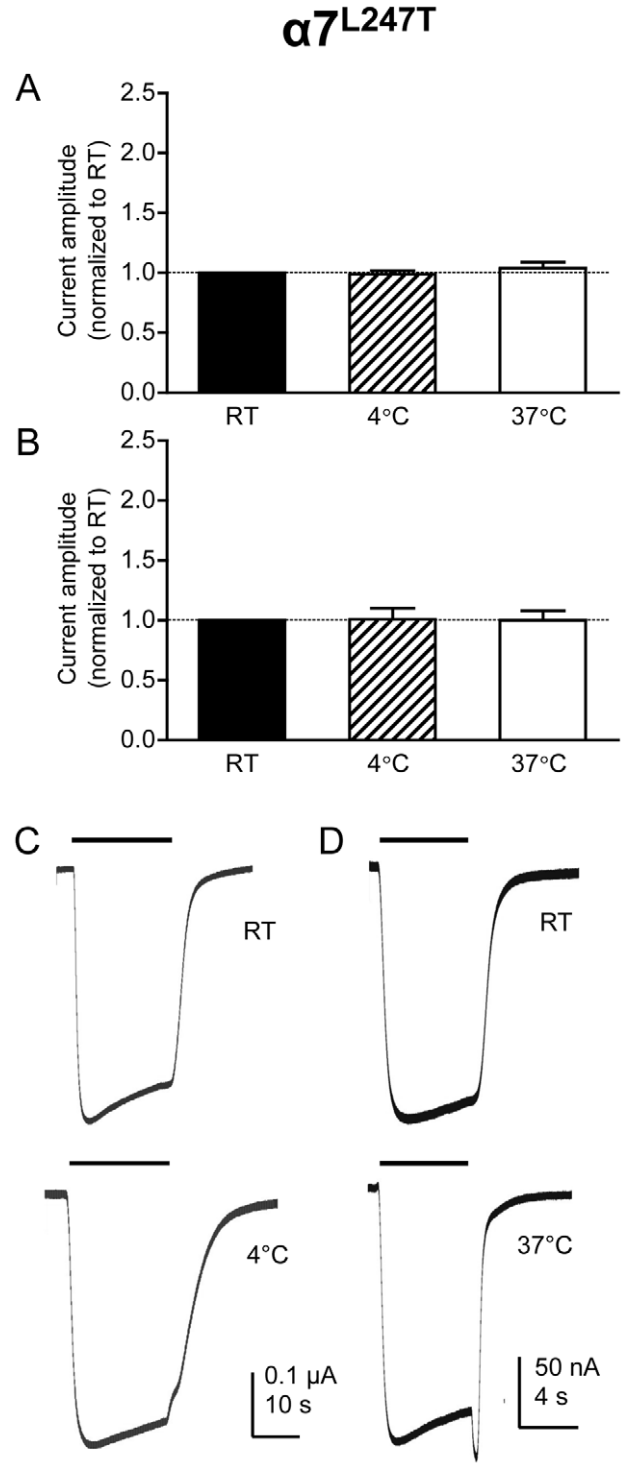 α7L247T
A
Current amplitude
(normalized to RT)
2.5
2.0
1.5
1.0
0.5
0.0
RT 4°C 37°C
B
Current amplitude
(normalized to RT)
2.5
2.0
1.5
1.0
0.5
0.0
RT 4°C 37°C
C
RT
4°C
0.1 µA
10 s
D
RT
37°C
50 nA
4 s